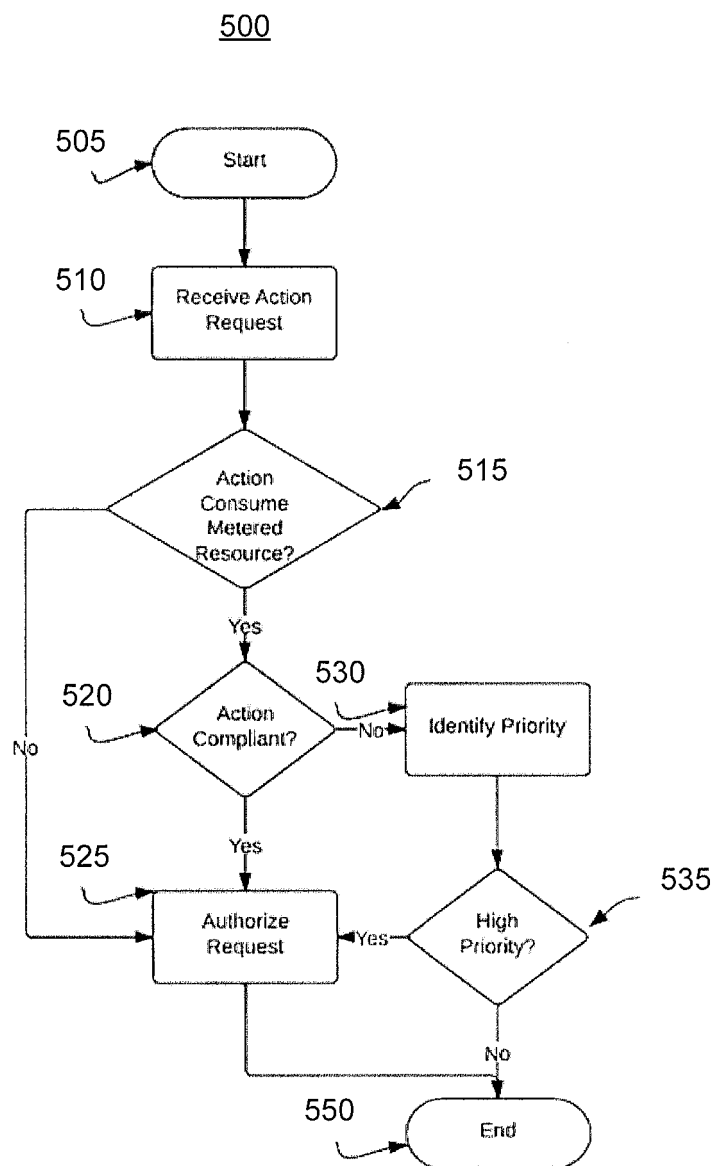 500
505
Start
510
Receive Action
Request
515
Action
Consume
Metered
Resource?
Yes
530
520
Action
Compliant?
No
Identify Priority
No
Yes
525
535
Authorize
Request
Yes
High
Priority?
No
550
End